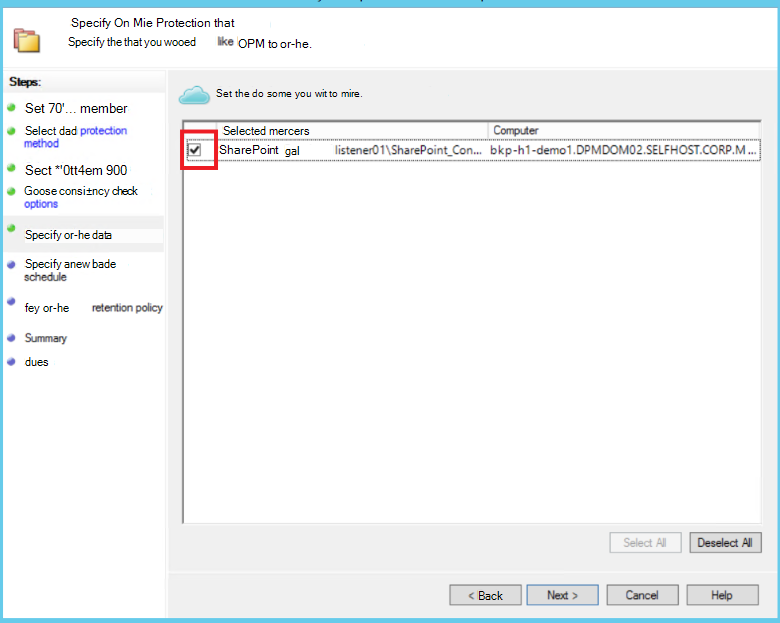 Specify On Mie Protection that
Specify the that you wooed like OPM to or-he.
Steps:
Set 70'... member
Select dad protection
method
Sect *'0tt4em 900
Goose consi±ncy check
options
Specify or-he data
Specify anew bade
schedule
fey or-he retention policy
Summary
dues
Set the do some you wit to mire.
Selected mercers Computer
SharePoint gal listener01\SharePoint_Con... bkp-h1-demo1.DPMDOM02.SELFHOST.CORP.M ...
Select All Deselect All
< Back Next > Cancel Help